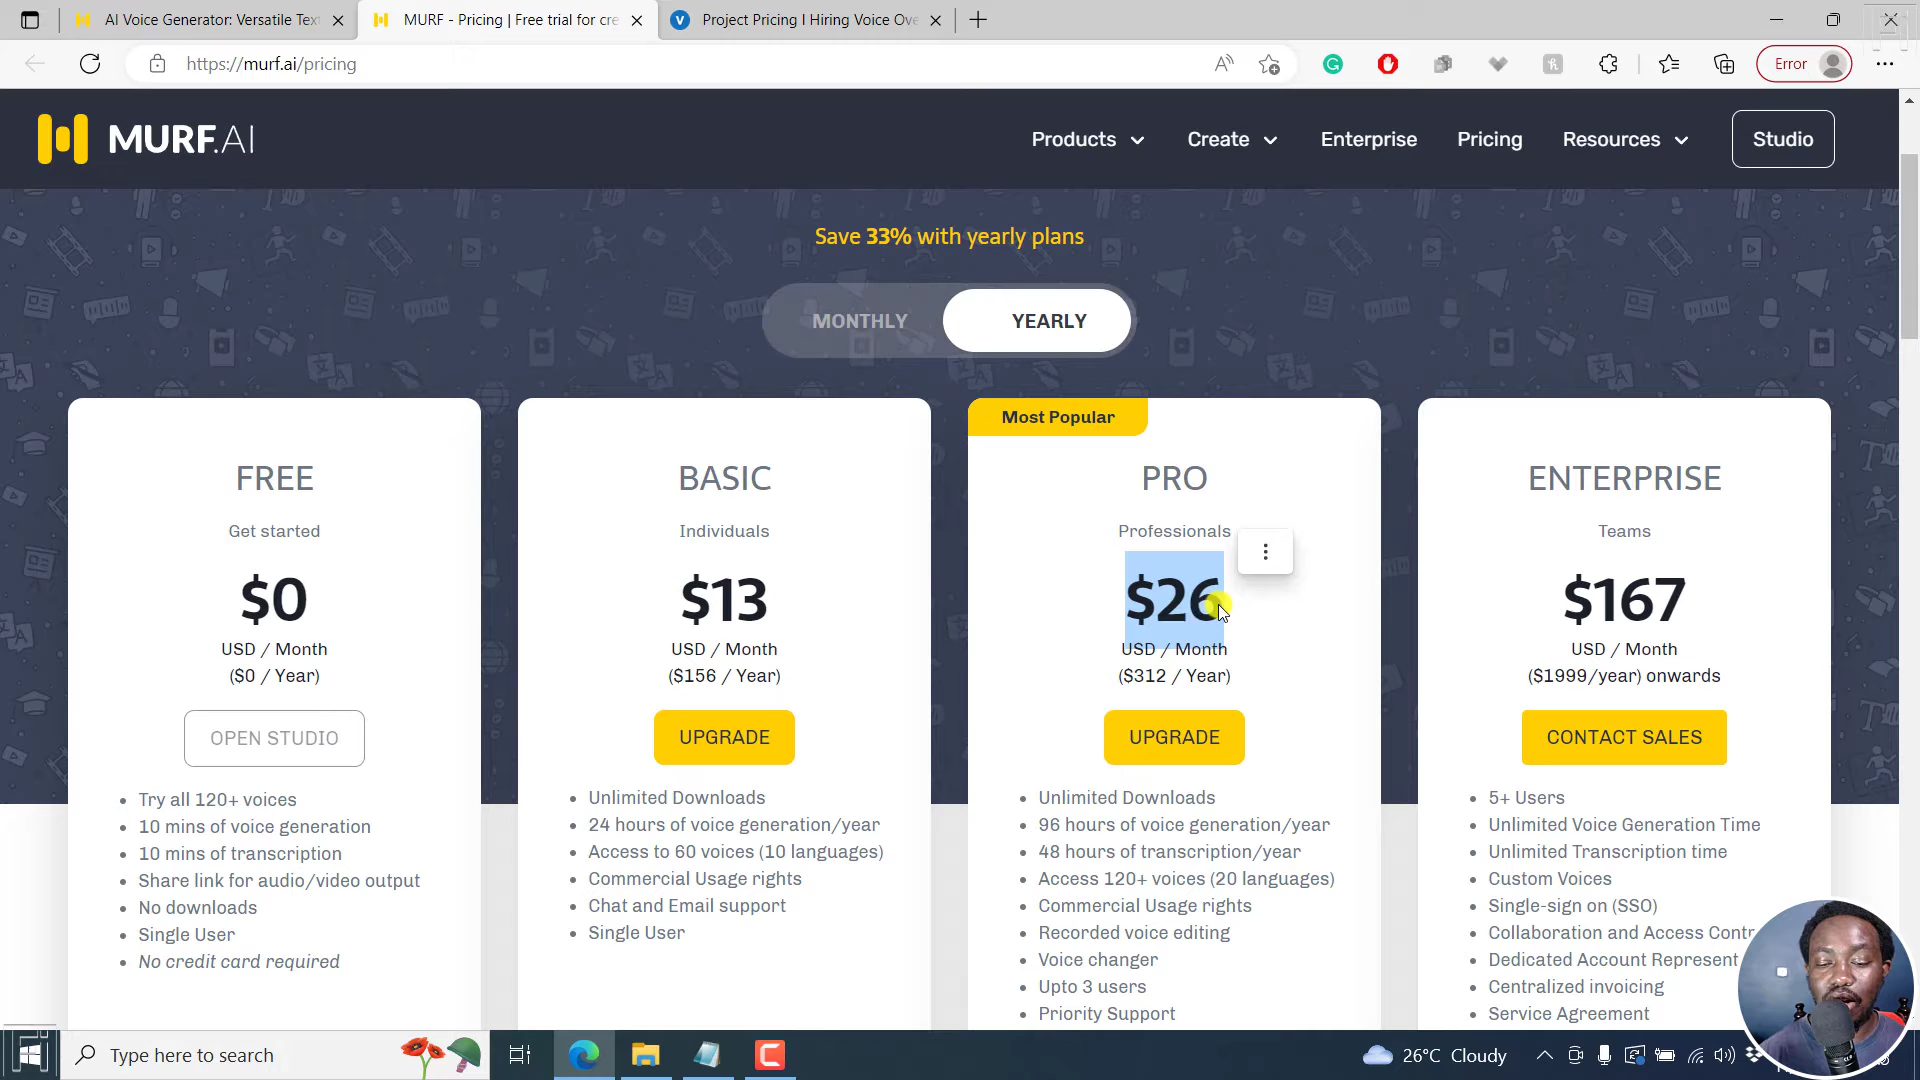 AI Voice Generator: Versatile Tex
MURF - Pricing | Free trial for cre
Project Pricing I Hiring Voice Ove
https://murf.ai/pricing
Error
MURF.AI
Products
Create
Enterprise
Pricing
Resources
Studio
Save 33% with yearly plans
MONTHLY
YEARLY
FREE
Get started
$0
USD / Month
($0 / Year)
OPEN STUDIO
Try all 120+ voices
10 mins of voice generation
10 mins of transcription
Share link for audio/video output
No downloads
Single User
No credit card required
BASIC
Individuals
$13
USD / Month
($156 / Year)
UPGRADE
Unlimited Downloads
24 hours of voice generation/year
Access to 60 voices (10 languages)
Commercial Usage rights
Chat and Email support
Single User
Most Popular
PRO
Professionals
$26
USD / Month
($312 / Year)
UPGRADE
Unlimited Downloads
96 hours of voice generation/year
48 hours of transcription/year
Access 120+ voices (20 languages)
Commercial Usage rights
Recorded voice editing
Voice changer
Upto 3 users
Priority Support
ENTERPRISE
Teams
$167
USD / Month
($1999/year) onwards
CONTACT SALES
5+ Users
Unlimited Voice Generation Time
Unlimited Transcription time
Custom Voices
Single-sign on (SSO)
Collaboration and Access Contr
Dedicated Account Represent
Centralized invoicing
Service Agreement
Type here to search
26°C Cloudy